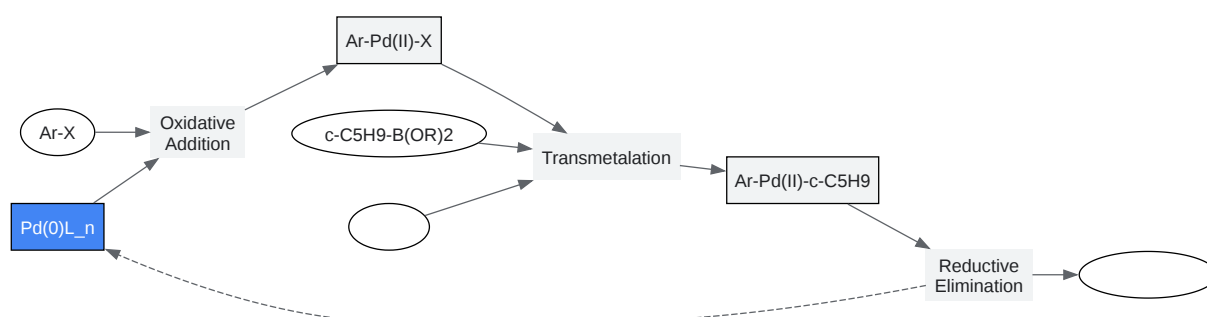 Ar-Pd(II)-X
Oxidative
Addition
Ar-X
c-C5H9-B(OR)2
Transmetalation
Ar-Pd(II)-c-C5H9
Pd(0)L_n
Reductive
Elimination